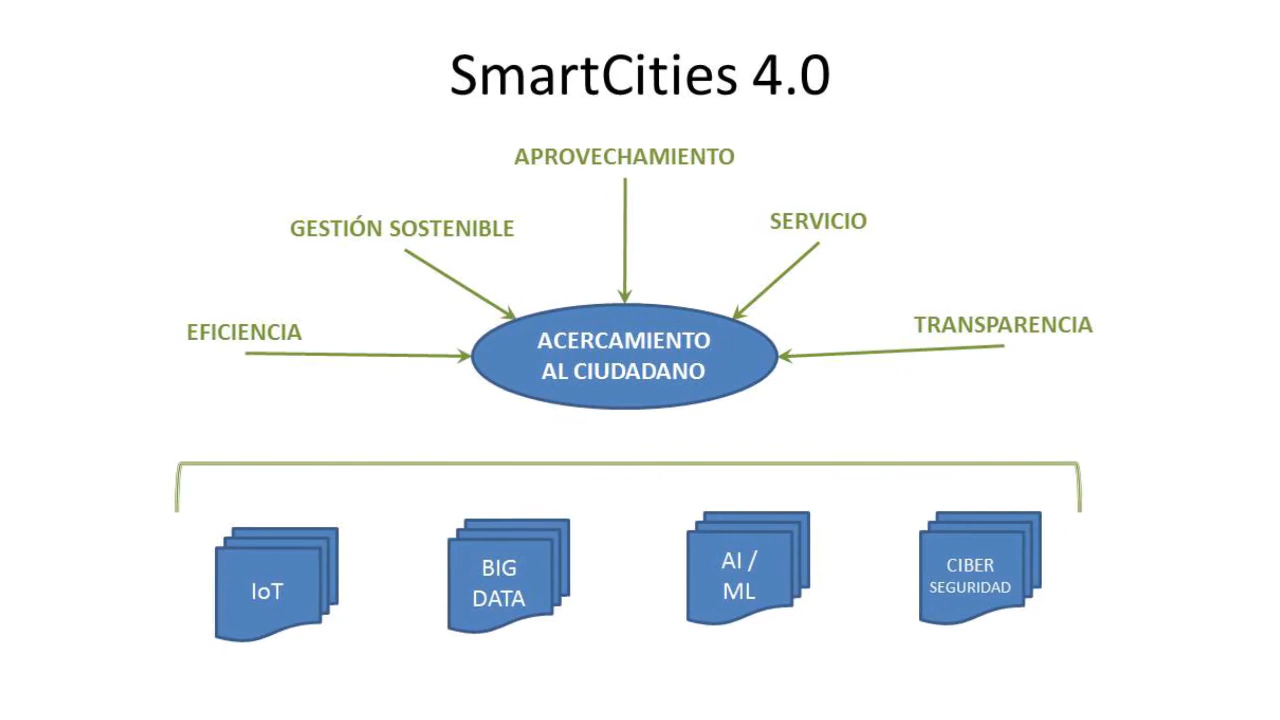 SmartCities 4.0
APROVECHAMIENTO
GESTIÓN SOSTENIBLE
SERVICIO
EFICIENCIA
TRANSPARENCIA
ACERCAMIENTO
AL CIUDADANO
IoT
BIG
DATA
AI /
ML
CIBER
SEGURIDAD